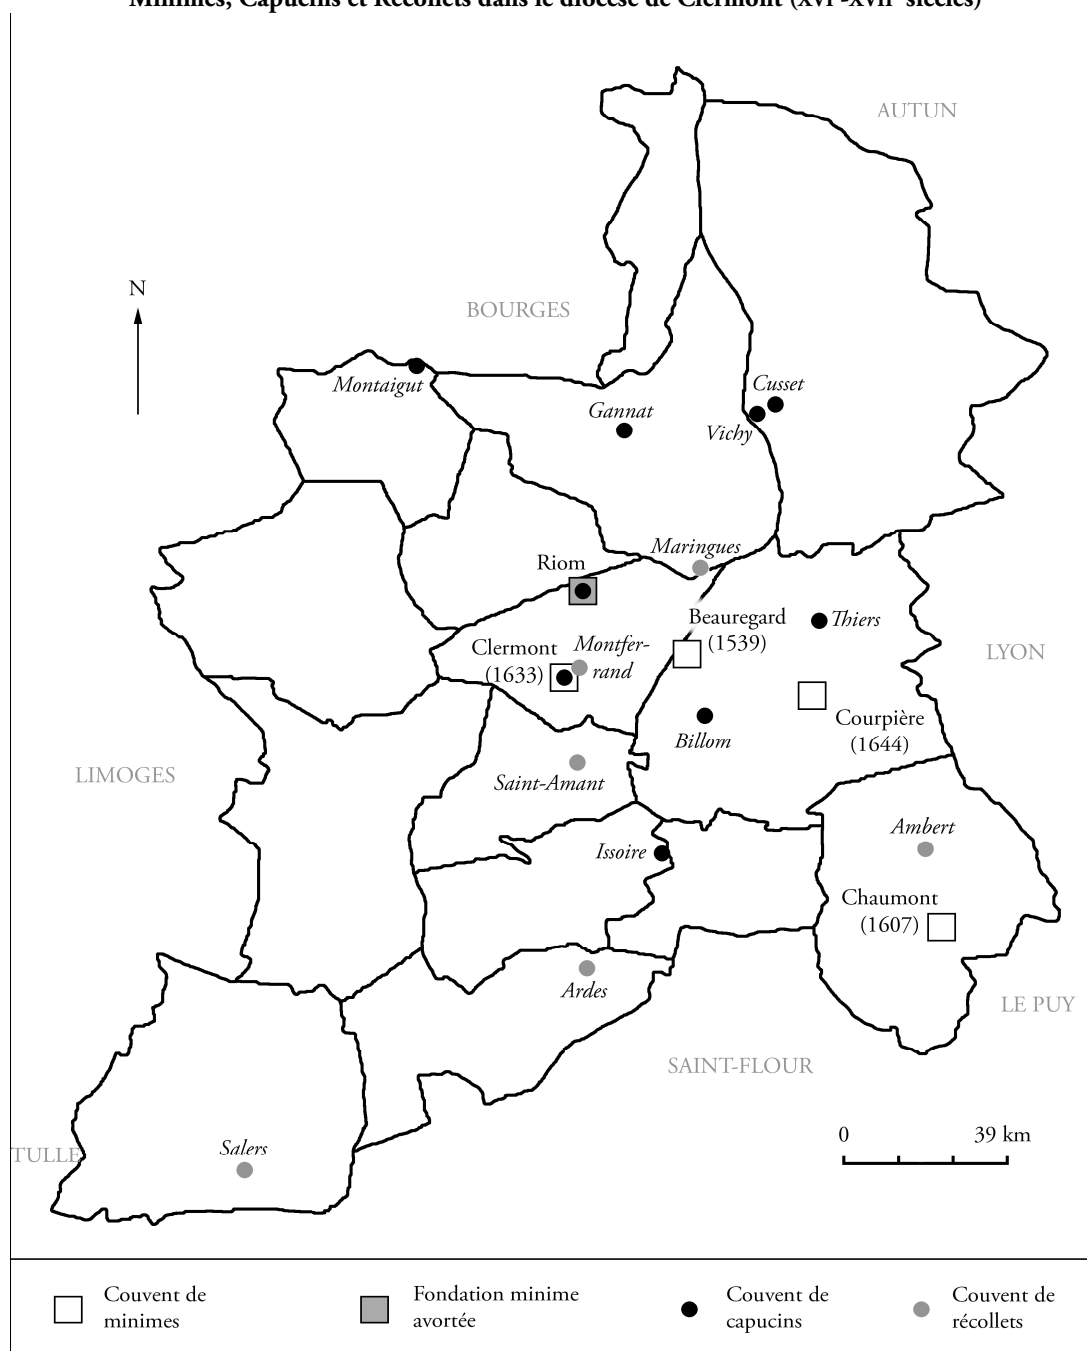 Minimes, Capucins et Récollets dans le diocèse de Clermont (XVIᵉ-XVIIᵉ siècles)
AUTUN
N
BOURGES
Montaigut
Cusset
Gannat
Vichy
Maringues
Riom
Beauregard
(1539)
Thiers
Clermont
(1633)
Montfer-
rand
LYON
Courpière
(1644)
Billom
LIMOGES
Saint-Amant
Ambert
Issoire
Chaumont
(1607)
Ardes
LE PUY
SAINT-FLOUR
0 39 km
TULLE
Salers
Couvent de
minimes
Fondation minime
avortée
Couvent de
capucins
Couvent de
récollets